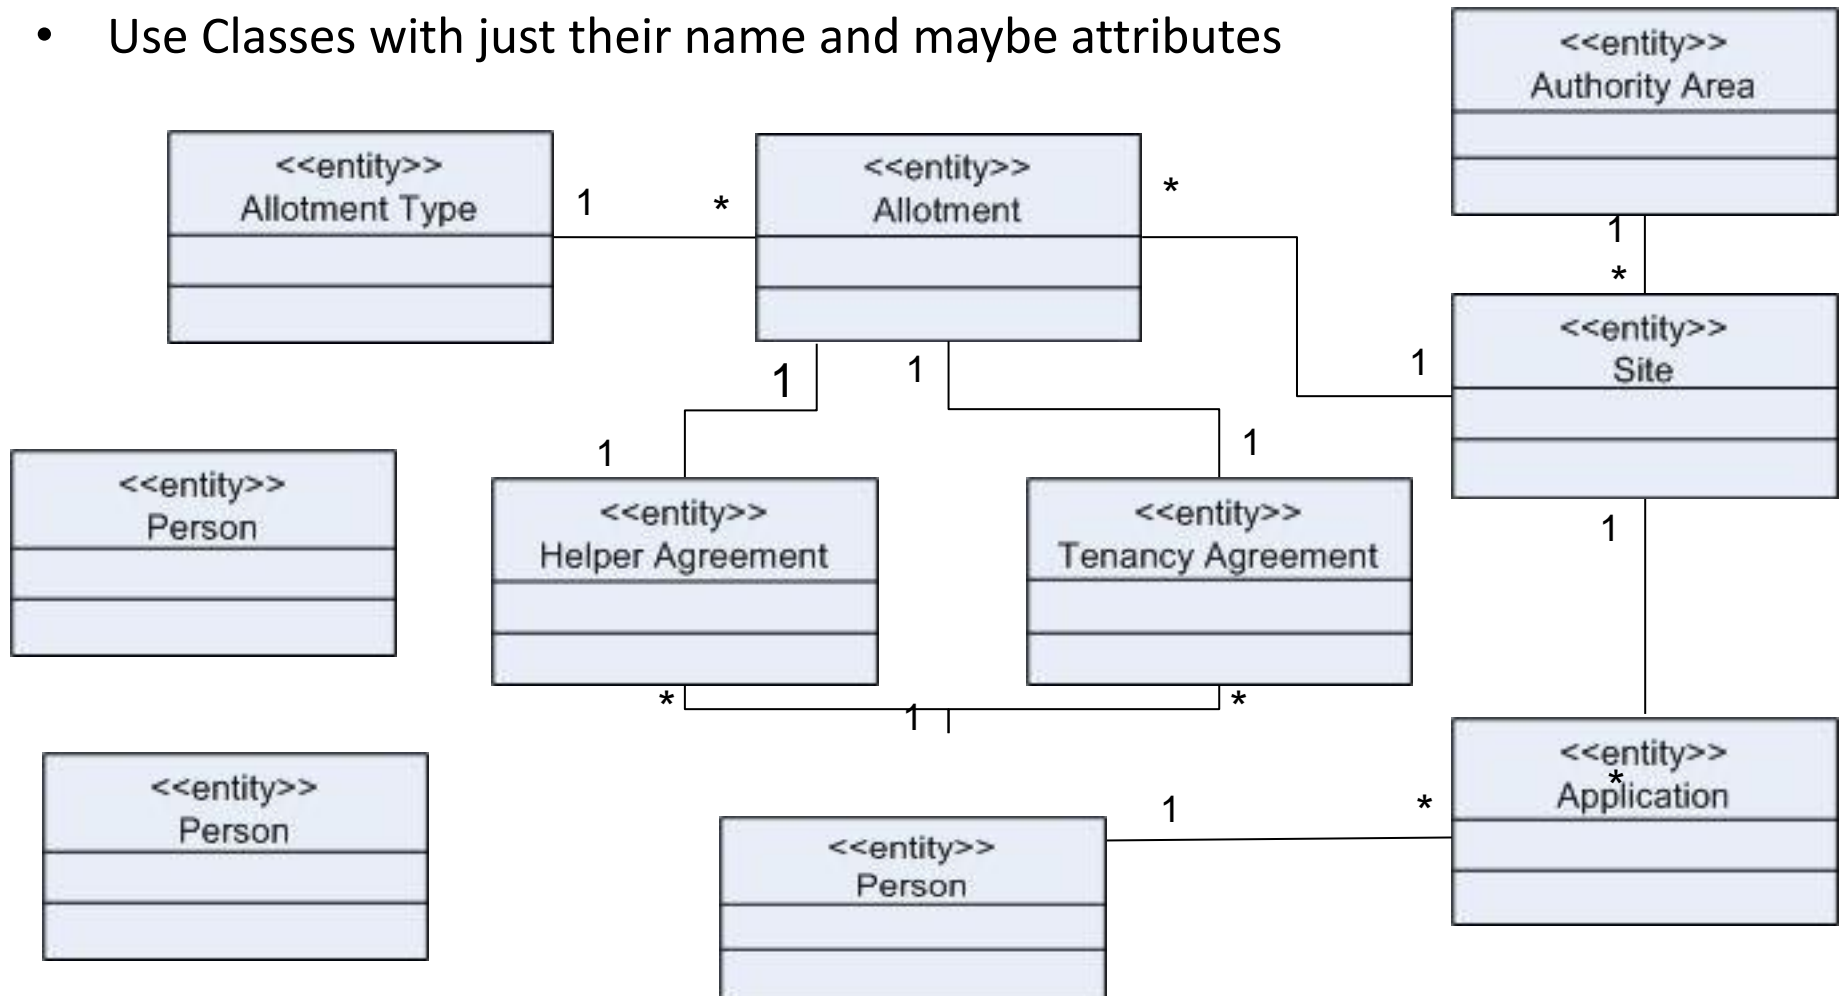 • Use Classes with just their name and maybe attributes
<<entity>>
Authority Area
<<entity>>
Allotment Type
1
*
<<entity>>
Allotment
*
1
*
<<entity>>
Site
1
1
1
1
1
<<entity>>
Person
<<entity>>
Helper Agreement
<<entity>>
Tenancy Agreement
1
*
1
*
<<entity>>
Person
<<entity>>
Person
1
*
<<entity>>
*
Application